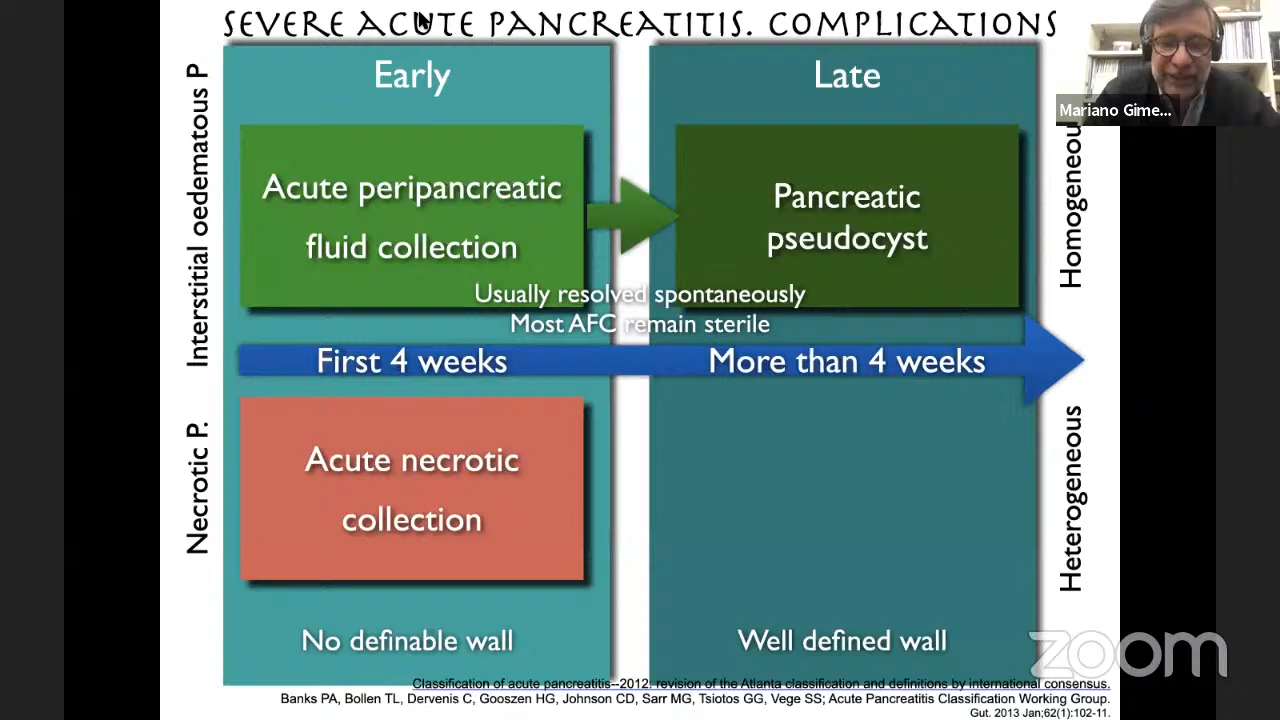 SEVERE ACUTE PANCREATITIS. COMPLICATIONS
Early
Late
Mariano Gime...
Interstitial oedematous P
Acute peripancreatic
fluid collection
Pancreatic
pseudocyst
Homogeneou
Usually resolved spontaneously
Most AFC remain sterile
First 4 weeks
More than 4 weeks
Necrotic P.
Acute necrotic
collection
Heterogeneous
No definable wall
Well defined wall
zoom
Classification of acute pancreatitis--2012: revision of the Atlanta classification and definitions by international consensus.
Banks PA, Bollen TL, Dervenis C, Gooszen HG, Johnson CD, Sarr MG, Tsiotos GG, Vege SS; Acute Pancreatitis Classification Working Group.
Gut. 2013 Jan;62(1):102-11.